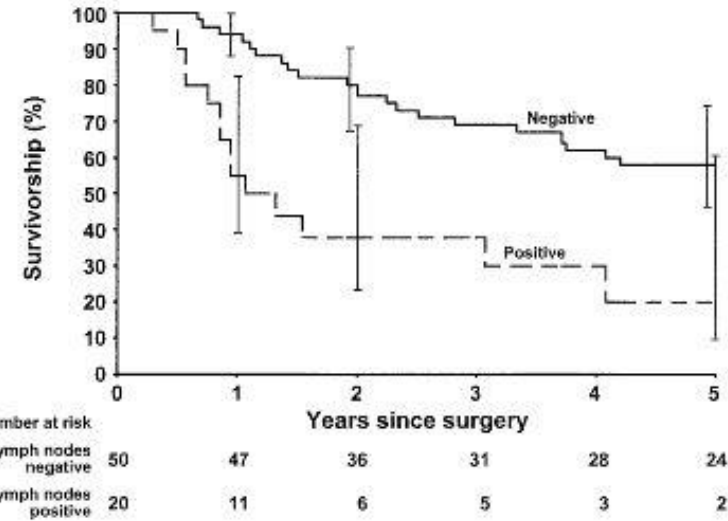 Survivorship (%)
100
90
80
70
60
50
40
30
20
10
0
Negative
Positive
0 1 2 3 4 5
Years since surgery
mber at risk
ymph nodes
negative 50 47 36 31 28 24
ymph nodes
positive 20 11 6 5 3 2